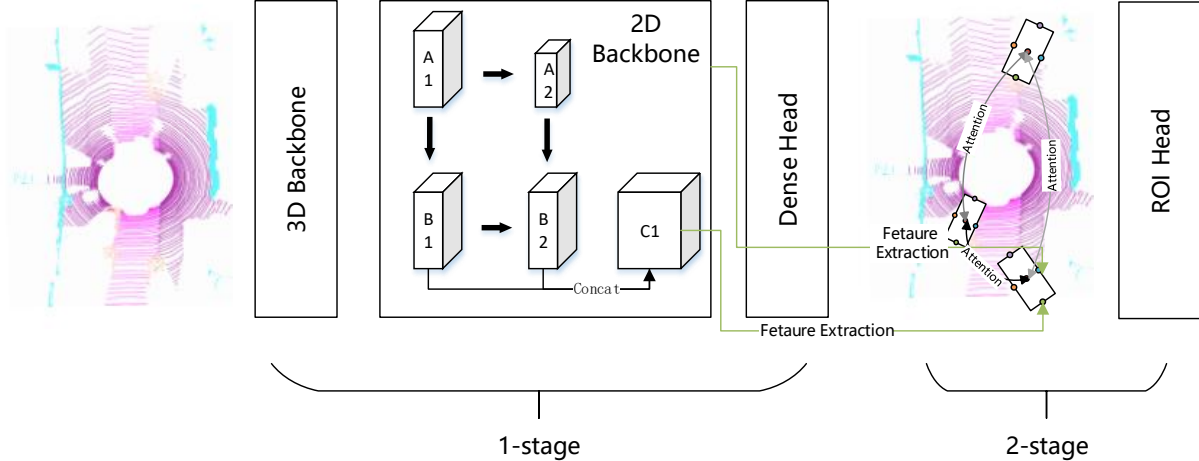 3D Backbone
2D
Backbone
A
1
A
2
B
1
B
2
C1
Concat
Dense Head
Attention
Attention
Attention
Fetaure
Extraction
Fetaure Extraction
ROI Head
1-stage
2-stage